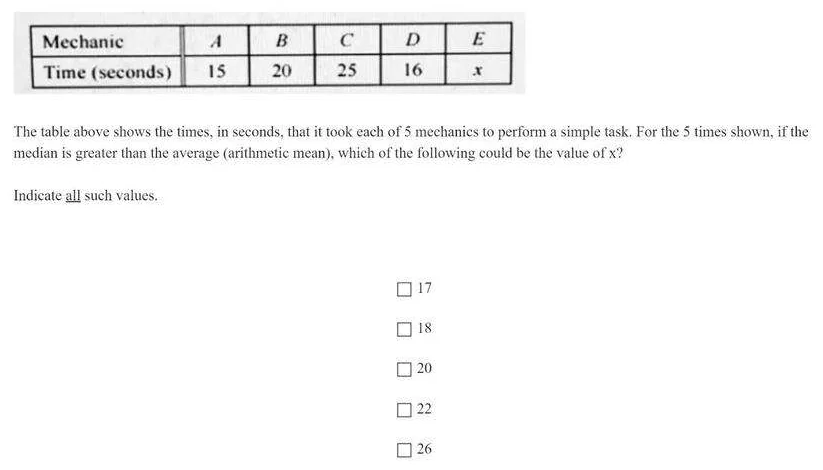 Mechanic A B C D E
Time (seconds) 15 20 25 16 x
The table above shows the times, in seconds, that it took each of 5 mechanics to perform a simple task. For the 5 times shown, if the
median is greater than the average (arithmetic mean), which of the following could be the value of x?
Indicate all such values.
17
18
20
22
26